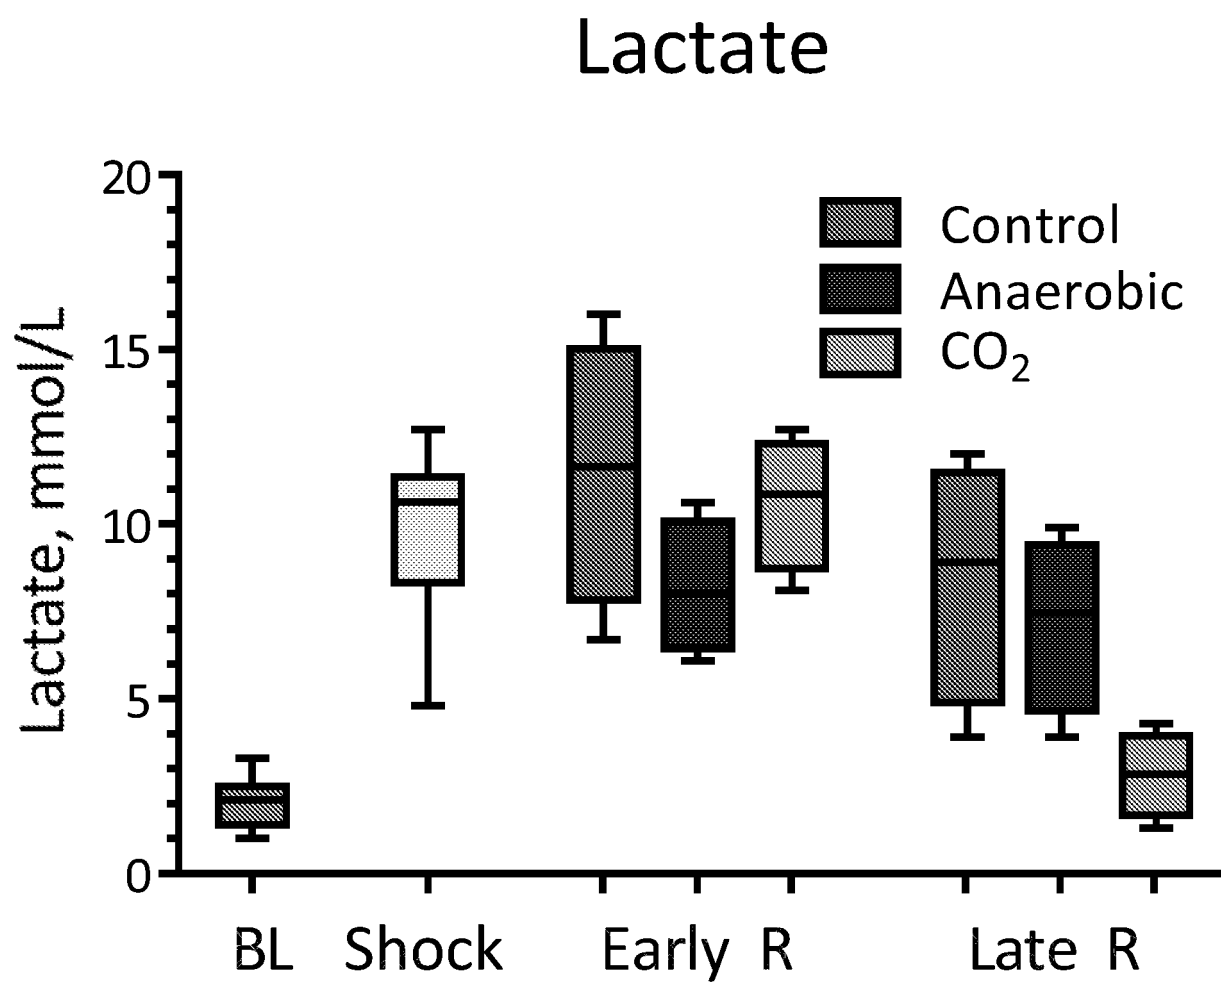 Lactate
Lactate, mmol/L
20
15
10
5
0
Control
Anaerobic
CO₂
BL Shock Early R Late R